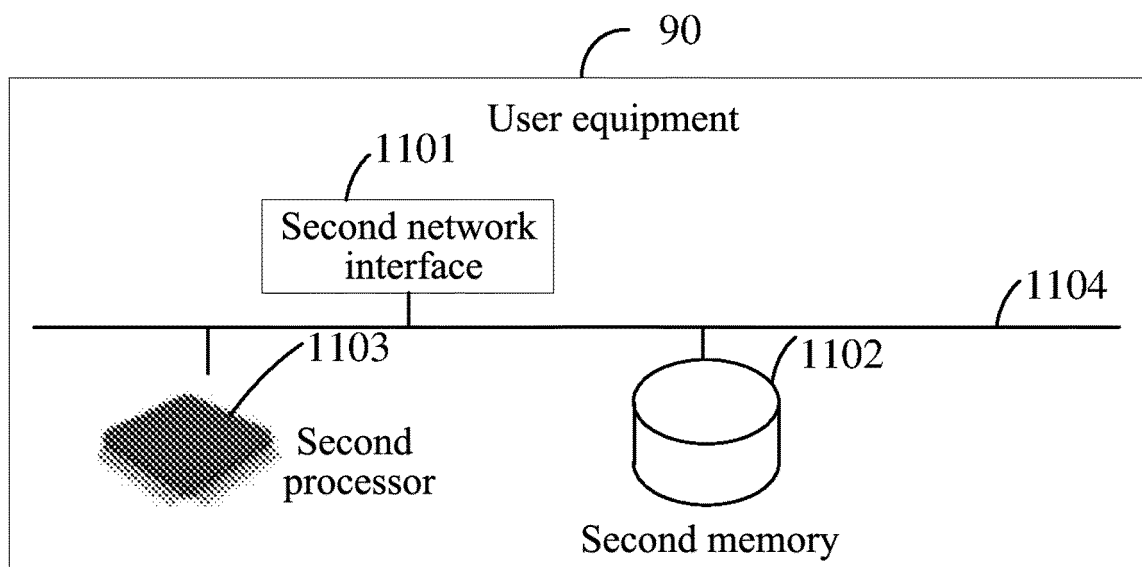 90
User equipment
1101
Second network
interface
1104
1103
1102
Second
processor
Second memory